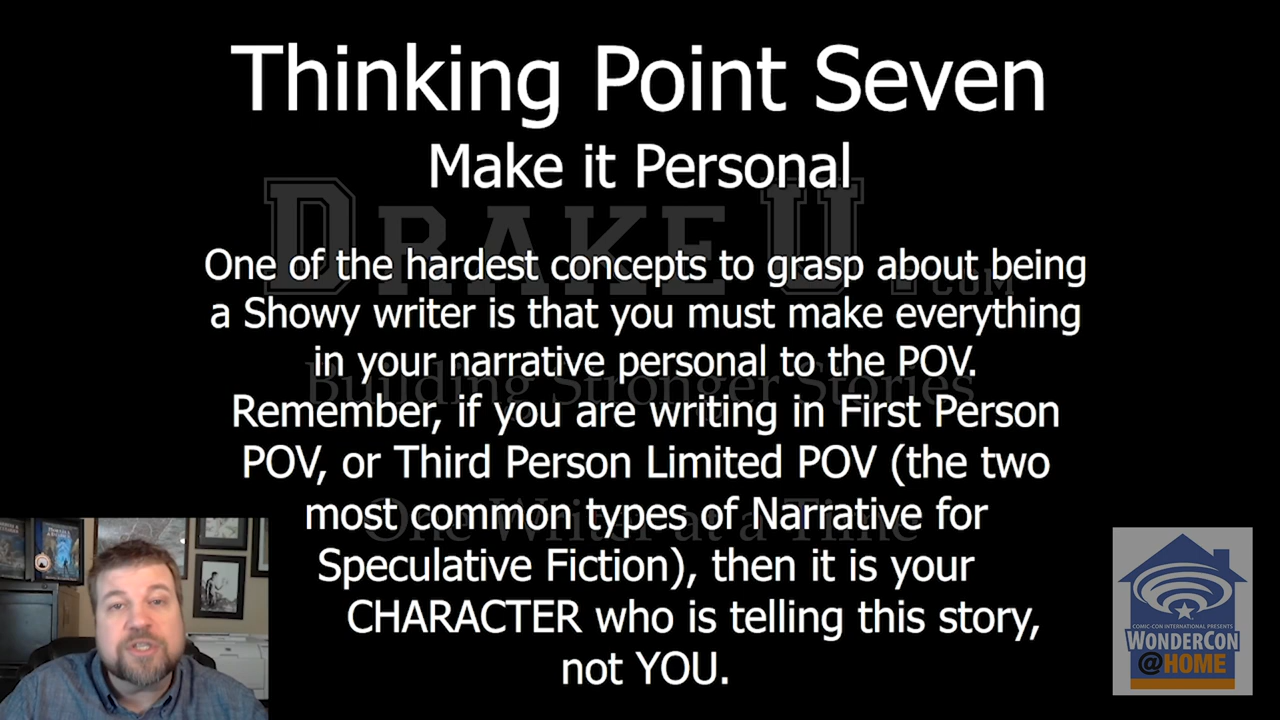 Thinking Point Seven
Make it Personal
DRAKE U.COM
One of the hardest concepts to grasp about being
a Showy writer is that you must make everything
in your narrative personal to the POV.
Building Stronger Stories
Remember, if you are writing in First Person
POV, or Third Person Limited POV (the two
most common types of Narrative for
One Writer at a Time
Speculative Fiction), then it is your
CHARACTER who is telling this story,
not YOU.
COMIC-CON INTERNATIONAL PRESENTS
WONDERCON
@HOME